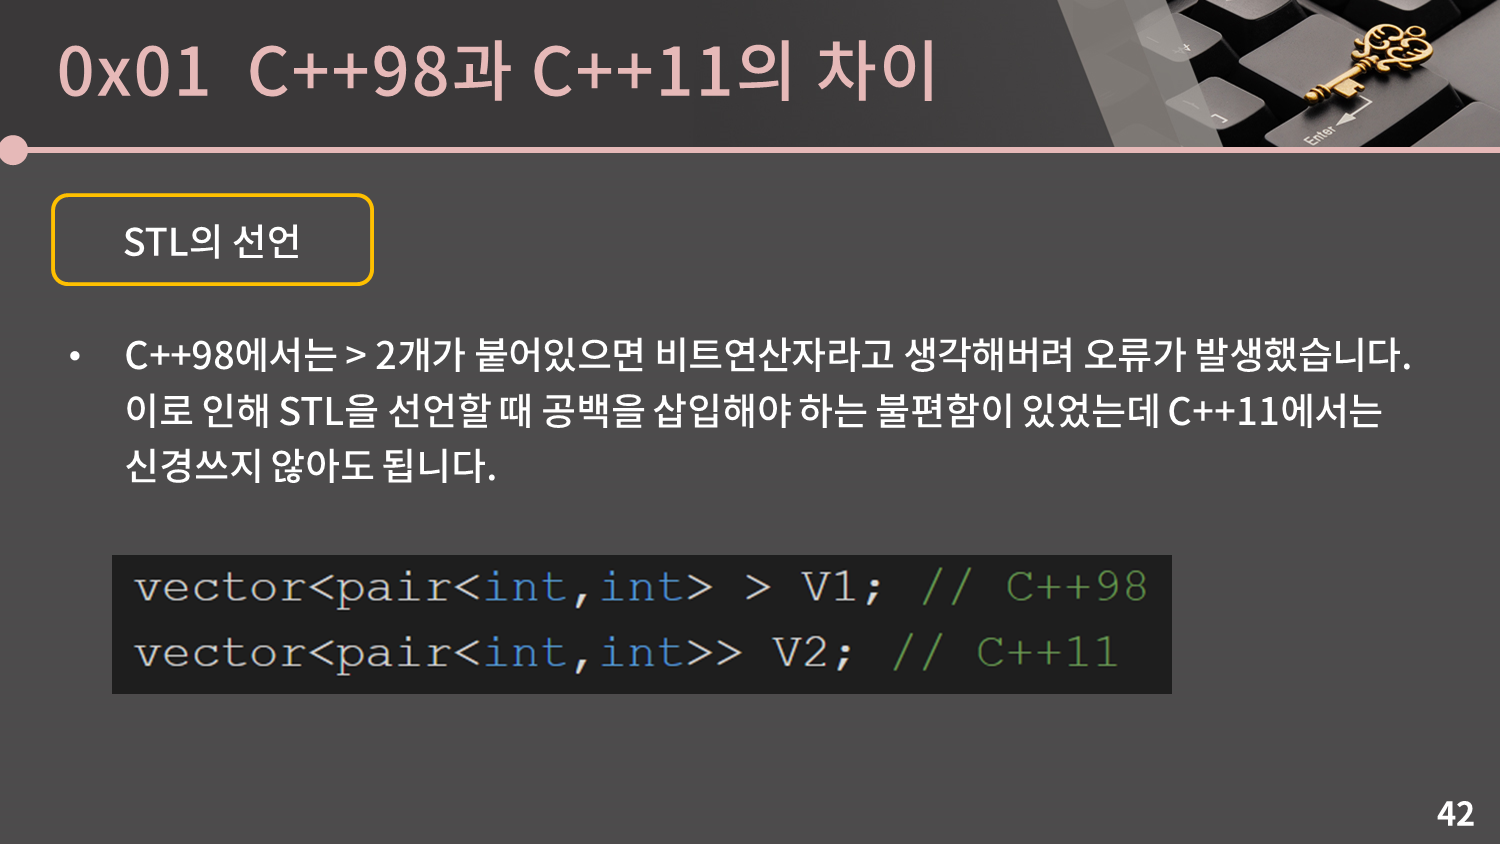 0x01 C++98과 C++11의 차이
Enter
STL의 선언
• C++98에서는 > 2개가 붙어있으면 비트연산자라고 생각해버려 오류가 발생했습니다.
이로 인해 STL을 선언할 때 공백을 삽입해야 하는 불편함이 있었는데 C++11에서는
신경쓰지 않아도 됩니다.
vector<pair<int,int> > V1; // C++98
vector<pair<int,int>> V2; // C++11
42